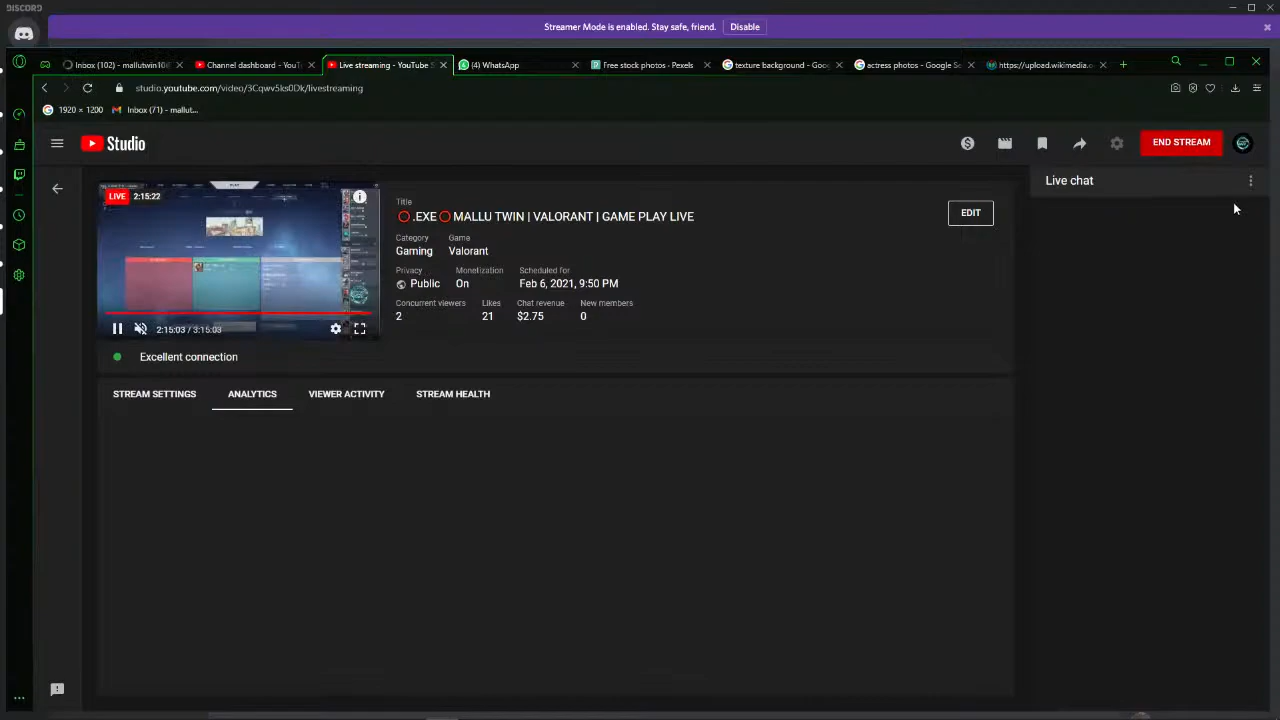 DISCORD
Streamer Mode is enabled. Stay safe, friend. Disable
Inbox (102) - mallutwin10 Channel dashboard - YouT Live streaming - YouTube S (4) WhatsApp Free stock photos · Pexels texture background - Goo actress photos - Google Se https://upload.wikimedia.o
studio.youtube.com/video/3Cqwv5ks0Dk/livestreaming
1920 × 1200 Inbox (71) - mallut...
Studio
END STREAM
Live chat
LIVE 2:15:22
Title
⭕.EXE⭕MALLU TWIN | VALORANT | GAME PLAY LIVE
EDIT
Category Game
Gaming Valorant
Privacy Monetization Scheduled for
Public On Feb 6, 2021, 9:50 PM
Concurrent viewers Likes Chat revenue New members
2 21 $2.75 0
2:15:03 / 3:15:03
Excellent connection
STREAM SETTINGS ANALYTICS VIEWER ACTIVITY STREAM HEALTH